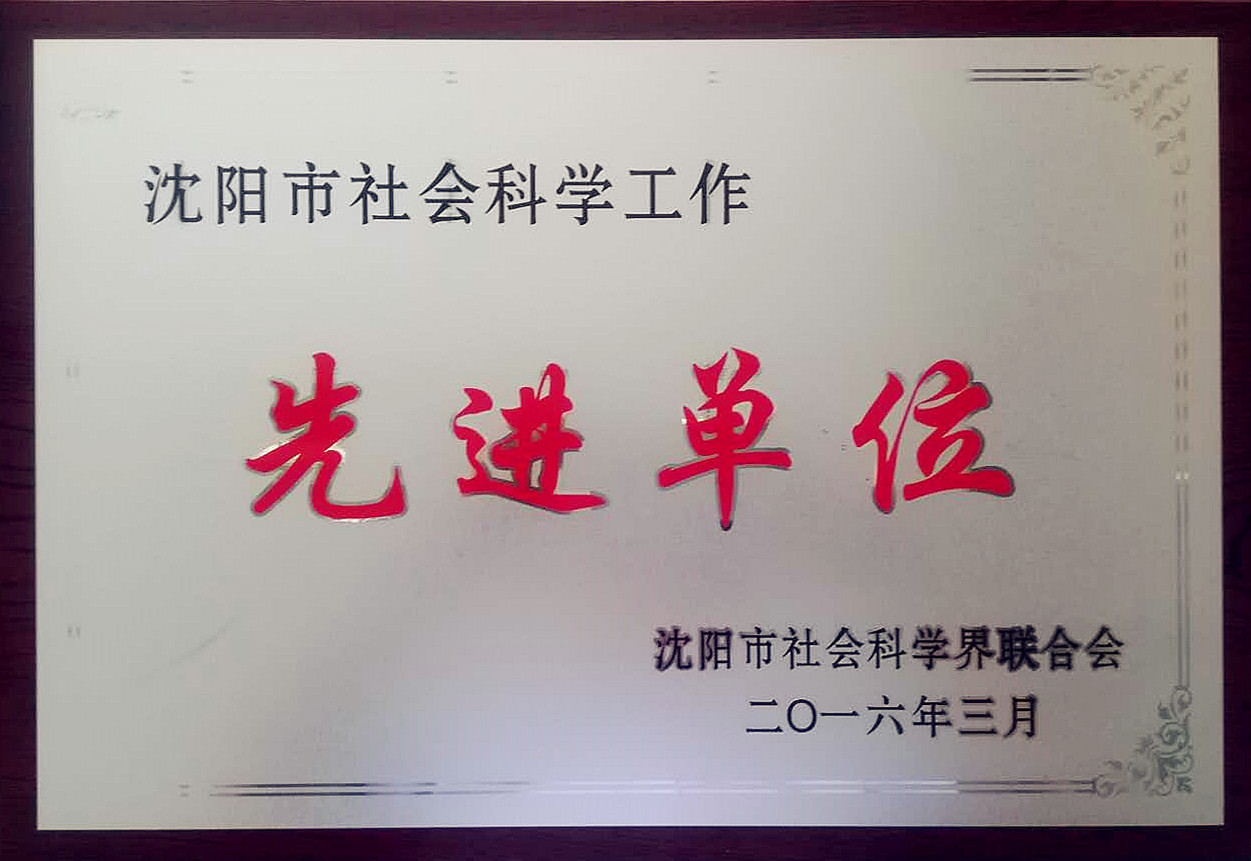 沈阳市社会科学工作
先进单位
沈阳市社会科学界联合会
二〇一六年三月